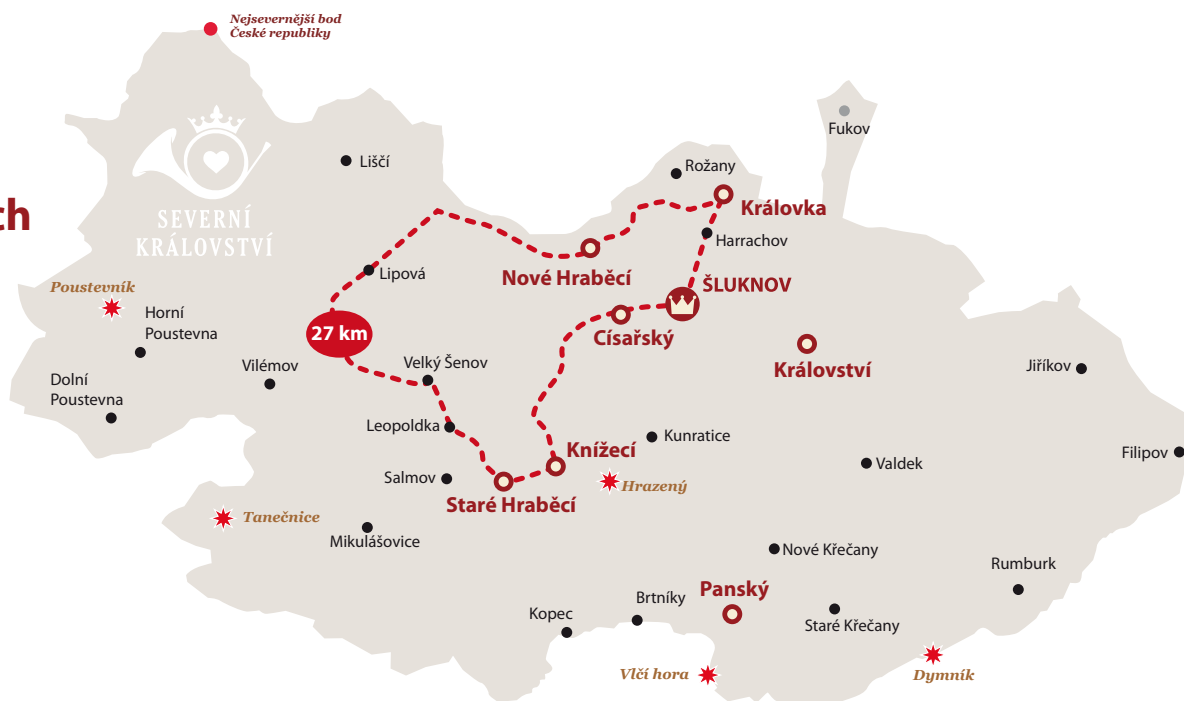 Nejsevernější bod
České republiky
Fukov
Liščí
Rožany
ch
SEVERNÍ
KRÁLOVSTVÍ
Královka
Harrachov
Nové Hraběcí
Lipová
ŠLUKNOV
Poustevník
Horní
Poustevna
27 km
Císařský
Království
Velký Šenov
Vilémov
Jiříkov
Dolní
Poustevna
Leopoldka
Kunratice
Knížecí
Filipov
Valdek
Salmov
Hrazený
Staré Hraběcí
Tanečnice
Mikulášovice
Nové Křečany
Rumburk
Panský
Brtníky
Kopec
Staré Křečany
Vlčí hora
Dymník